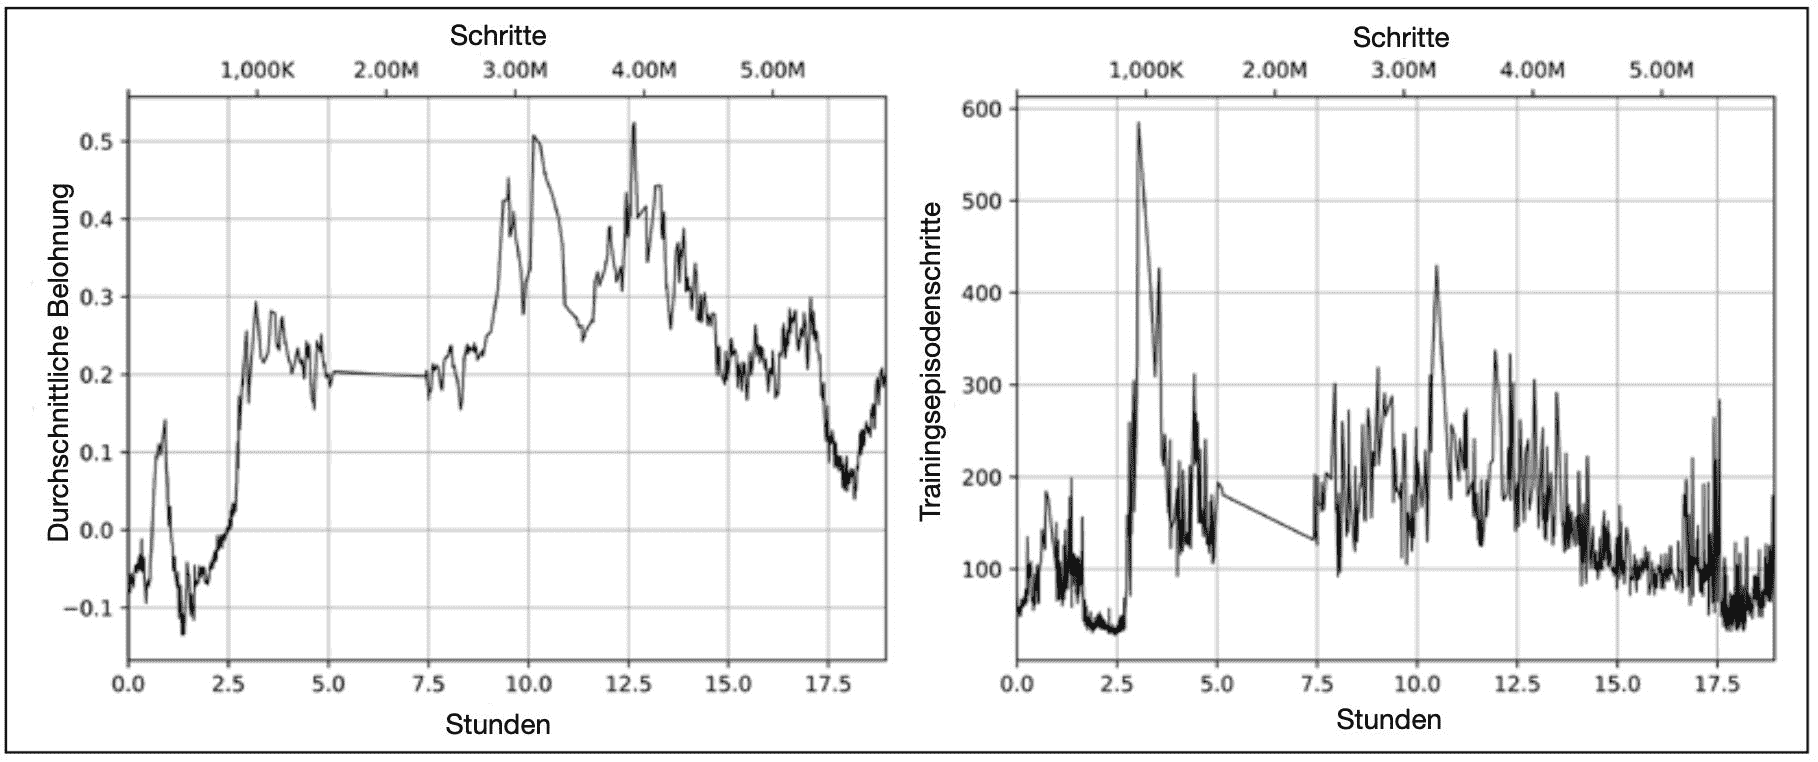 Schritte
1,000K 2.00M 3.00M 4.00M 5.00M
Durchschnittliche Belohnung
0.5
0.4
0.3
0.2
0.1
0.0
−0.1
0.0 2.5 5.0 7.5 10.0 12.5 15.0 17.5
Stunden
Schritte
1,000K 2.00M 3.00M 4.00M 5.00M
Trainingsepisodenschritte
600
500
400
300
200
100
0.0 2.5 5.0 7.5 10.0 12.5 15.0 17.5
Stunden